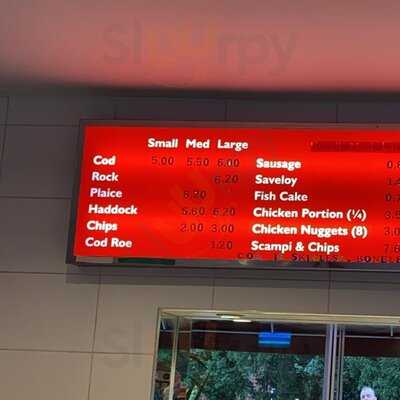 Small Med Large
Cod 5.00 5.50 6.00
Rock 6.20
Plaice 6.20
Haddock 5.60 6.20
Chips 2.00 3.00
Cod Roe 1.20
Sausage
Saveloy
Fish Cake
Chicken Portion (¼)
Chicken Nuggets (8)
Scampi & Chips